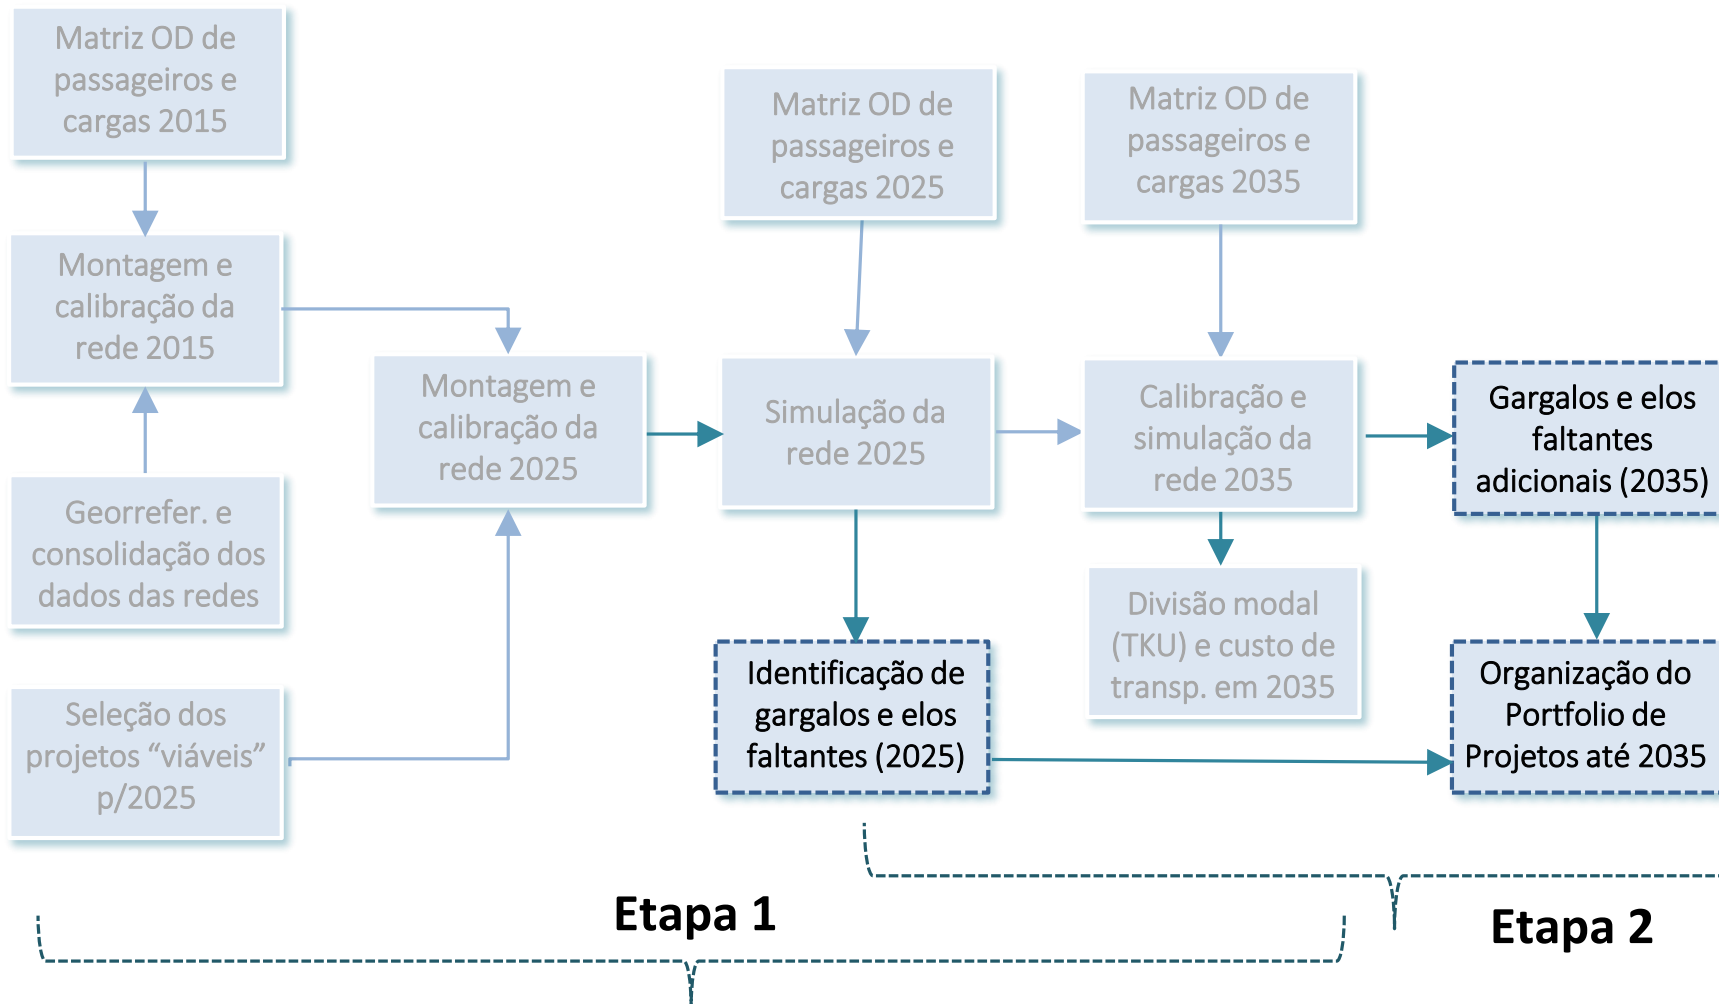 Matriz OD de
passageiros e
cargas 2015
Matriz OD de
passageiros e
cargas 2025
Matriz OD de
passageiros e
cargas 2035
Montagem e
calibração da
rede 2015
Montagem e
calibração da
rede 2025
Simulação da
rede 2025
Calibração e
simulação da
rede 2035
Gargalos e elos
faltantes
adicionais (2035)
Georrefer. e
consolidação dos
dados das redes
Divisão modal
(TKU) e custo de
transp. em 2035
Seleção dos
projetos “viáveis”
p/2025
Identificação de
gargalos e elos
faltantes (2025)
Organização do
Portfolio de
Projetos até 2035
Etapa 1
Etapa 2